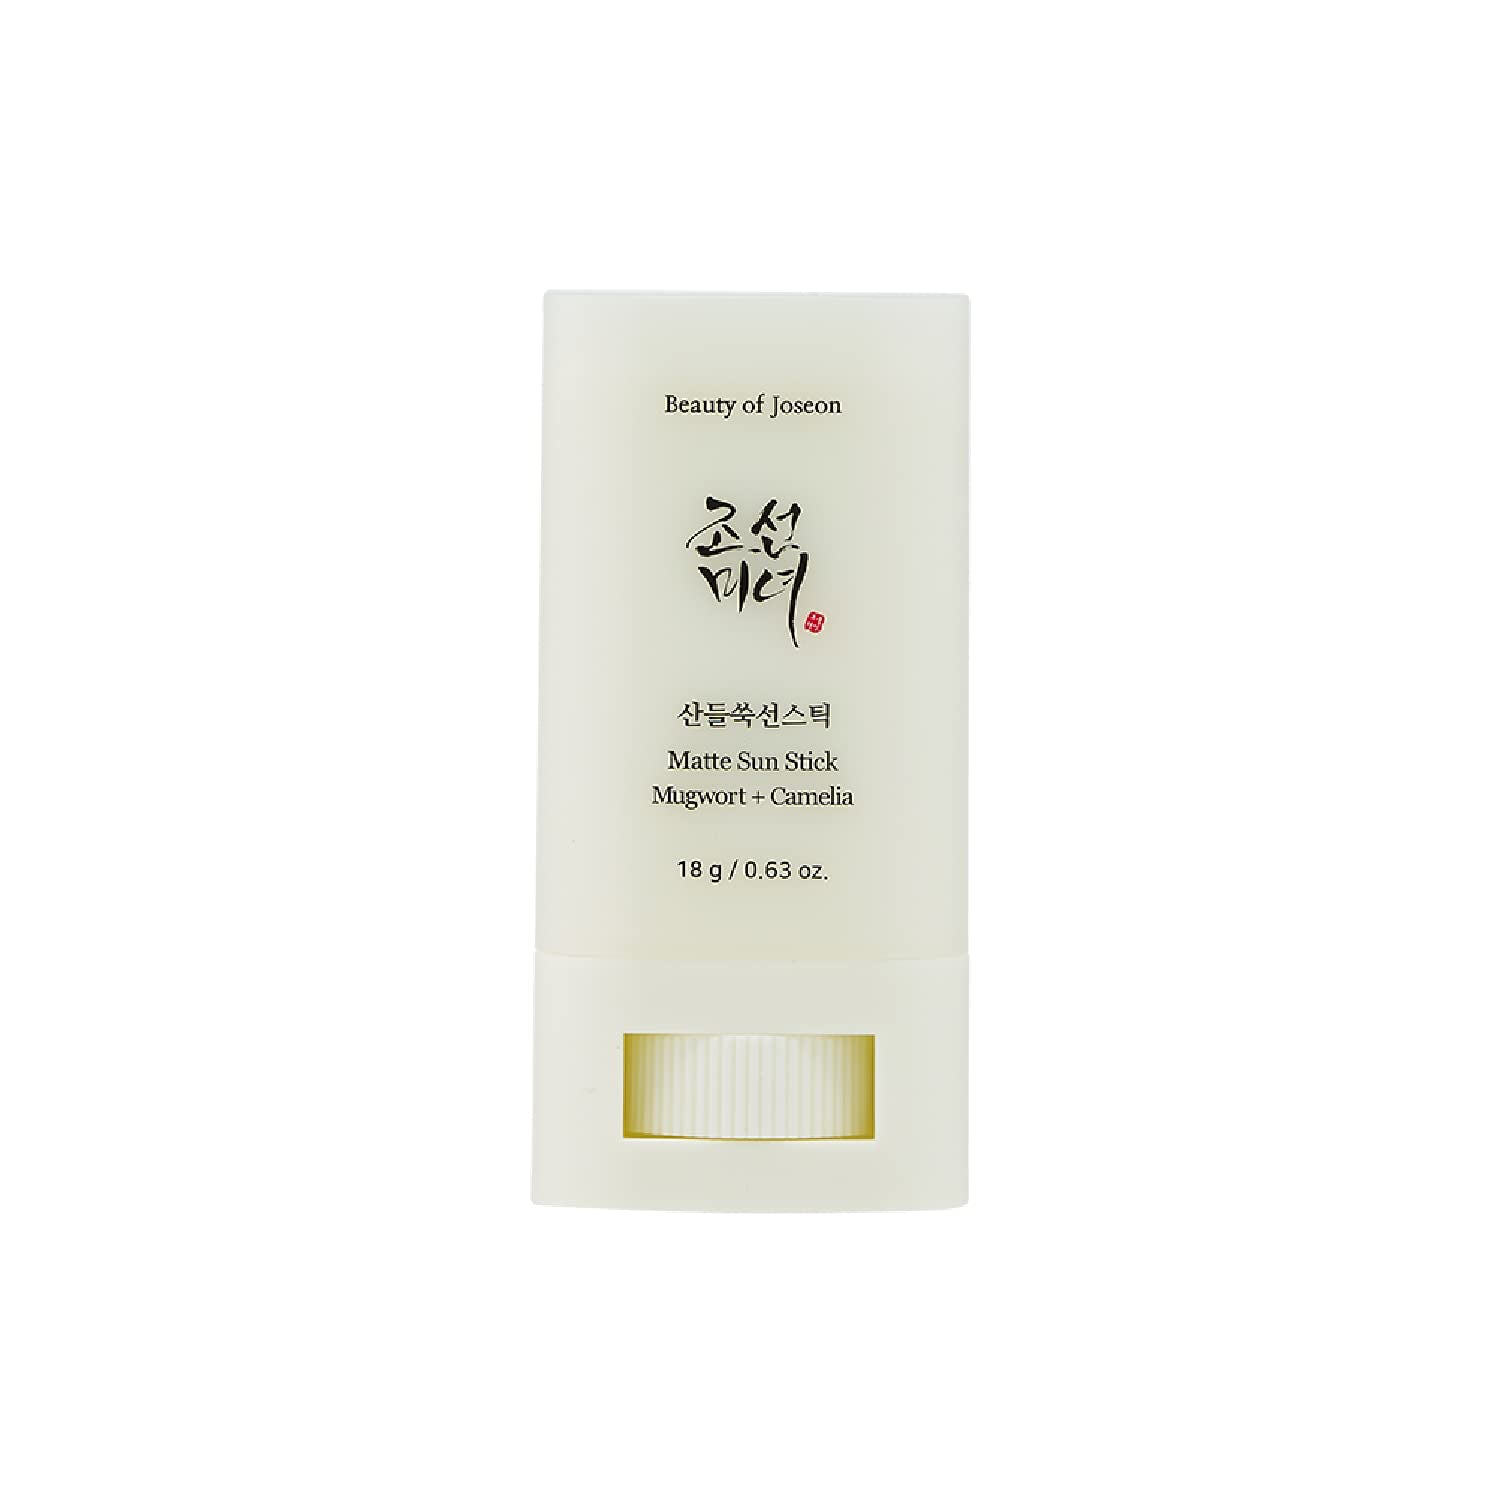 Beauty of Joseon
조선
미녀
산들쑥선스틱
Matte Sun Stick
Mugwort + Camelia
18 g / 0.63 oz.